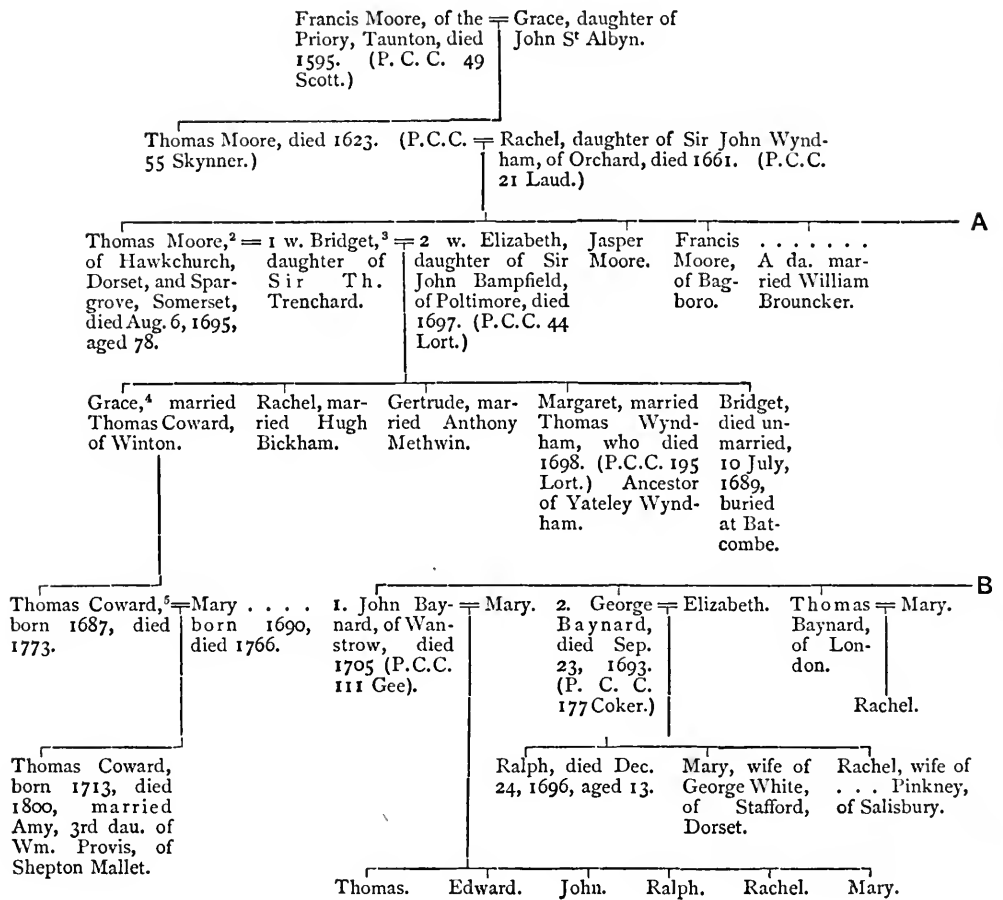 Francis Moore, of the
Priory, Taunton, died
1595. (P. C. C. 49
Scott.)
= Grace, daughter of
John Sᵗ Albyn.
Thomas Moore, died 1623. (P.C.C.
55 Skynner.)
= Rachel, daughter of Sir John Wynd-
ham, of Orchard, died 1661. (P.C.C.
21 Laud.)
A
Thomas Moore,²
of Hawkchurch,
Dorset, and Spar-
grove, Somerset,
died Aug. 6, 1695,
aged 78.
= 1 w. Bridget,³
daughter of
Sir Th.
Trenchard.
= 2 w. Elizabeth,
daughter of Sir
John Bampfield,
of Poltimore, died
1697. (P.C.C. 44
Lort.)
Jasper
Moore.
Francis
Moore,
of Bag-
boro.
. . . . . . .
A da. mar-
ried William
Brouncker.
Grace,⁴ married
Thomas Coward,
of Winton.
Rachel, mar-
ried Hugh
Bickham.
Gertrude, mar-
ried Anthony
Methwin.
Margaret, married
Thomas Wynd-
ham, who died
1698. (P.C.C. 195
Lort.) Ancestor
of Yateley Wynd-
ham.
Bridget,
died un-
married,
10 July,
1689,
buried
at Bat-
combe.
B
Thomas Coward,⁵
born 1687, died
1773.
= Mary . . . .
born 1690,
died 1766.
1. John Bay-
nard, of Wan-
strow, died
1705 (P.C.C.
111 Gee).
= Mary.
2. George
Baynard,
died Sep.
23, 1693.
(P. C. C.
177 Coker.)
= Elizabeth.
Thomas
Baynard,
of Lon-
don.
= Mary.
Rachel.
Thomas Coward,
born 1713, died
1800, married
Amy, 3rd dau. of
Wm. Provis, of
Shepton Mallet.
Ralph, died Dec.
24, 1696, aged 13.
Mary, wife of
George White,
of Stafford,
Dorset.
Rachel, wife of
. . . Pinkney,
of Salisbury.
Thomas. Edward. John. Ralph. Rachel. Mary.